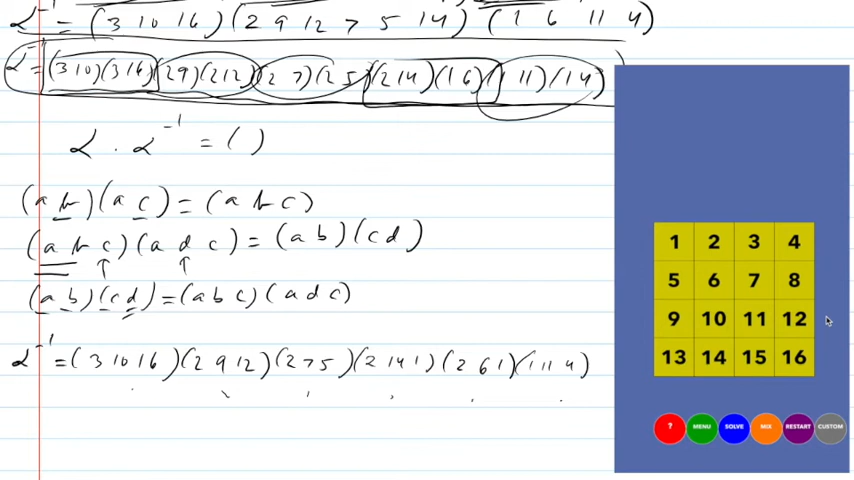 α⁻¹ = (3 10 16)(2 9 12 7 5 14)(1 6 11 4)
α⁻¹ = (3 10)(3 16)(2 9)(2 12)(2 7)(2 5)(2 14)(1 6)(1 11)(1 4)
α · α⁻¹ = ( )
(a b)(a c) = (a b c)
(a b c)(a d c) = (a b)(c d)
(a b)(c d) = (a b c)(a d c)
α⁻¹ = (3 10 16)(2 9 12)(2 7 5)(2 14 1)(2 6 1)(1 11 4)
1 2 3 4
5 6 7 8
9 10 11 12
13 14 15 16
? MENU SOLVE MIX RESTART CUSTOM